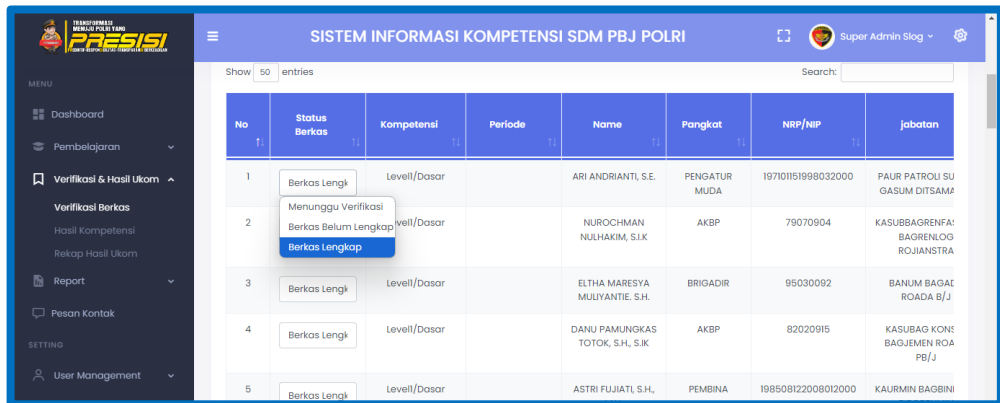 TRANSFORMASI
MENUJU POLRI YANG
PRESISI
SISTEM INFORMASI KOMPETENSI SDM PBJ POLRI
Super Admin Slog
MENU
Dashboard
Pembelajaran
Verifikasi & Hasil Ukom
Verifikasi Berkas
Hasil Kompetensi
Rekap Hasil Ukom
Report
Pesan Kontak
SETTING
User Management
Show 50 entries
Search:
No Status Berkas Kompetensi Periode Name Pangkat NRP/NIP jabatan
1 Berkas Lengk Level1/Dasar ARI ANDRIANTI, S.E. PENGATUR MUDA 197101151998032000 PAUR PATROLI SU
GASUM DITSAMA
Menunggu Verifikasi
Berkas Belum Lengkap
Berkas Lengkap
2 vel1/Dasar NUROCHMAN NULHAKIM, S.I.K AKBP 79070904 KASUBBAGRENFAS
BAGRENLOG
ROJIANSTRA
3 Berkas Lengk Level1/Dasar ELTHA MARESYA MULIYANTIE. S.H. BRIGADIR 95030092 BANUM BAGAD
ROADA B/J
4 Berkas Lengk Level1/Dasar DANU PAMUNGKAS TOTOK, S.H., S.IK AKBP 82020915 KASUBAG KONS
BAGJEMEN ROA
PB/J
5 Berkas Lengk Level1/Dasar ASTRI FUJIATI, S.H., PEMBINA 198508122008012000 KAURMIN BAGBINI